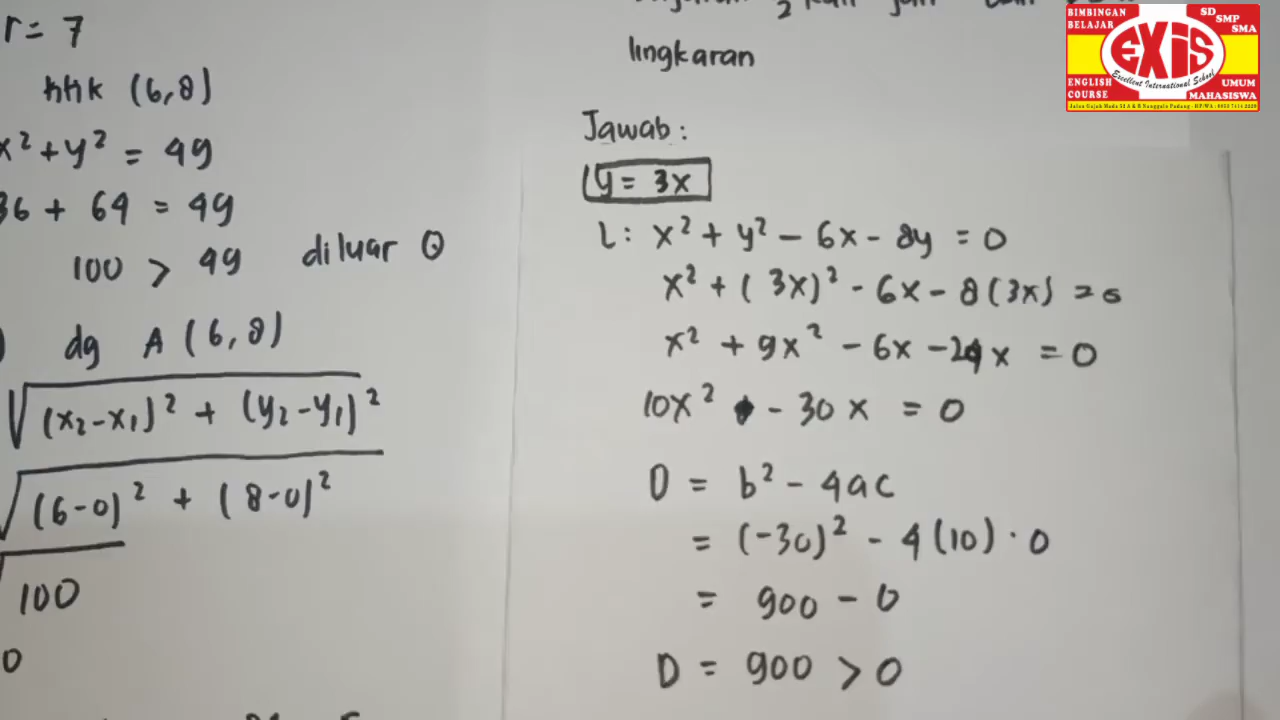 r = 7
ttk (6,8)
x² + y² = 49
36 + 64 = 49
100 > 49 diluar O
) dg A (6,8)
√(x₂-x₁)² + (y₂-y₁)²
√(6-0)² + (8-0)²
√100
0
2 kali jari
lingkaran
Jawab :
y = 3x
L : x² + y² - 6x - 8y = 0
x² + (3x)² - 6x - 8(3x) = 0
x² + 9x² - 6x - 24x = 0
10x² - 30x = 0
D = b² - 4ac
= (-30)² - 4(10) . 0
= 900 - 0
D = 900 > 0
BIMBINGAN BELAJAR
SD SMP SMA
EXIS
Excellent International School
ENGLISH COURSE
UMUM MAHASISWA